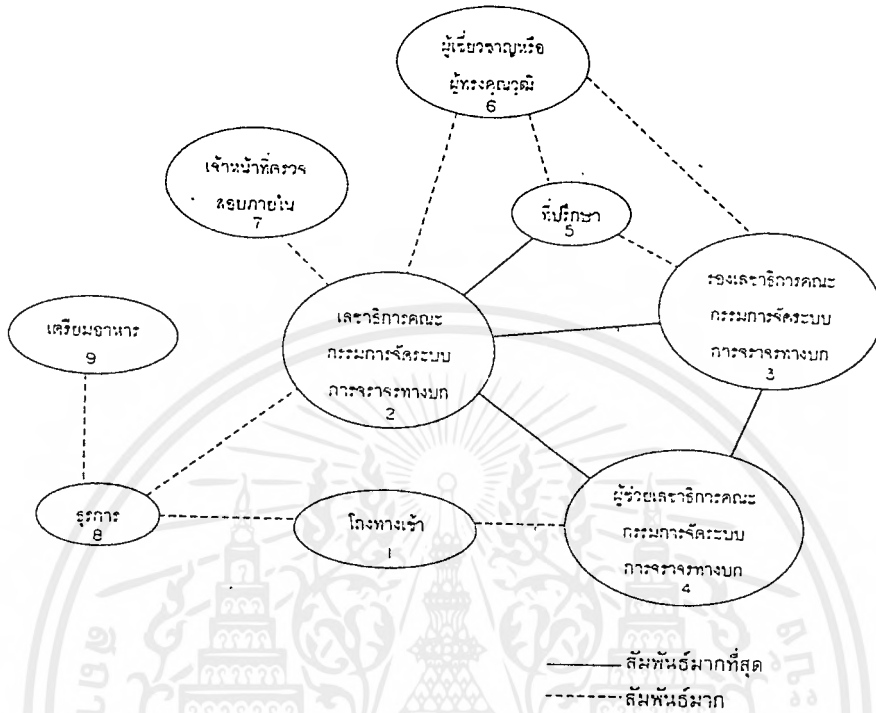 ผู้เชี่ยวชาญหรือ
ผู้ทรงคุณวุฒิ
6
เจ้าหน้าที่ตรวจ
สอบภายใน
7
ที่ปรึกษา
5
รองเลขาธิการคณะ
กรรมการจัดระบบ
การจราจรทางบก
3
เลขาธิการคณะ
กรรมการจัดระบบ
การจราจรทางบก
2
เตรียมอาหาร
9
ธุรการ
8
โถงทางเข้า
1
ผู้ช่วยเลขาธิการคณะ
กรรมการจัดระบบ
การจราจรทางบก
4
สัมพันธ์มากที่สุด
สัมพันธ์มาก